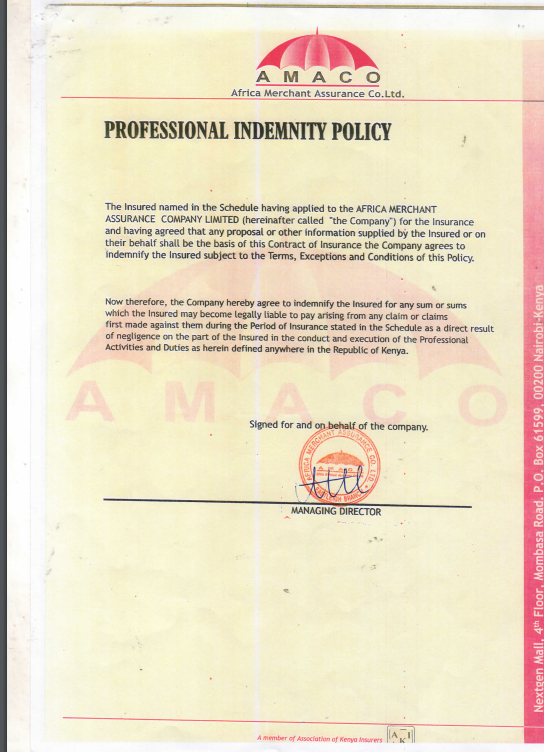 A M A C O
Africa Merchant Assurance Co.Ltd.
PROFESSIONAL INDEMNITY POLICY
The Insured named in the Schedule having applied to the AFRICA MERCHANT
ASSURANCE COMPANY LIMITED (hereinafter called "the Company") for the Insurance
and having agreed that any proposal or other information supplied by the Insured or on
their behalf shall be the basis of this Contract of Insurance the Company agrees to
indemnify the Insured subject to the Terms, Exceptions and Conditions of this Policy.
Now therefore, the Company hereby agree to indemnify the Insured for any sum or sums
which the Insured may become legally liable to pay arising from any claim or claims
first made against them during the Period of Insurance stated in the Schedule as a direct result
of negligence on the part of the Insured in the conduct and execution of the Professional
Activities and Duties as herein defined anywhere in the Republic of Kenya.
A M A C O
Signed for and on behalf of the company.
AFRICA MERCHANT ASSURANCE CO. LTD.
BRANCH
MANAGING DIRECTOR
Nextgen Mall, 4th Floor, Mombasa Road. P.O. Box 61599, 00200 Nairobi-Kenya
A member of Association of Kenya Insurers
A K I